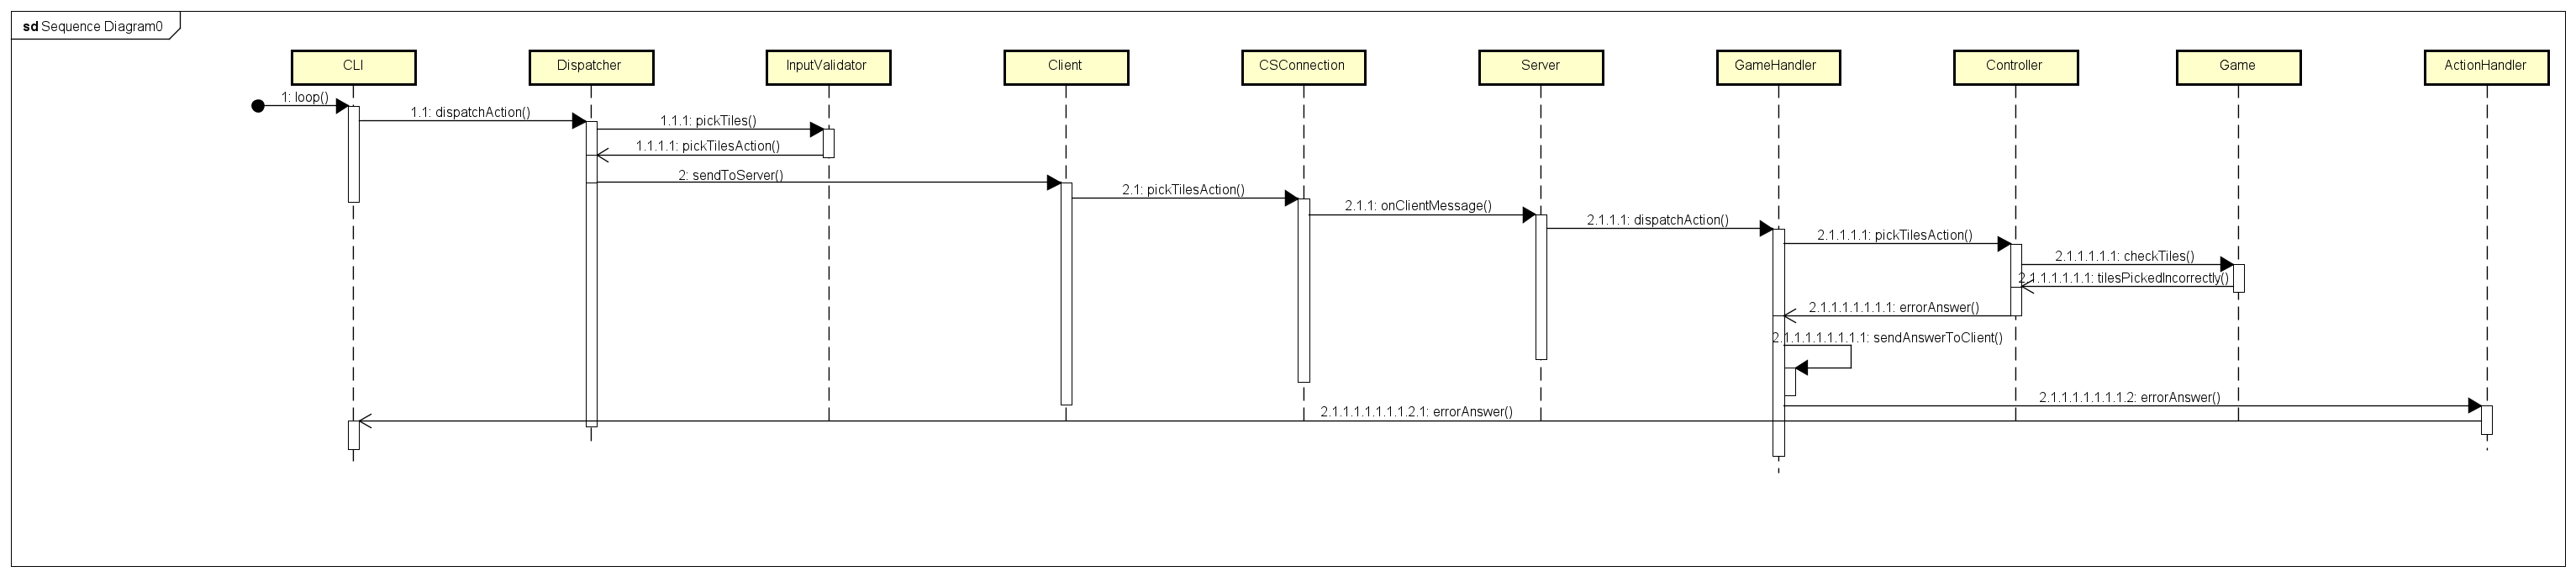 sd Sequence Diagram0
CLI
Dispatcher
InputValidator
Client
CSConnection
Server
GameHandler
Controller
Game
ActionHandler
1: loop()
1.1: dispatchAction()
1.1.1: pickTiles()
1.1.1.1: pickTilesAction()
2: sendToServer()
2.1: pickTilesAction()
2.1.1: onClientMessage()
2.1.1.1: dispatchAction()
2.1.1.1.1: pickTilesAction()
2.1.1.1.1.1: checkTiles()
2.1.1.1.1.1.1: tilesPickedIncorrectly()
2.1.1.1.1.1.1.1: errorAnswer()
2.1.1.1.1.1.1.1.1: sendAnswerToClient()
2.1.1.1.1.1.1.1.2: errorAnswer()
2.1.1.1.1.1.1.1.2.1: errorAnswer()